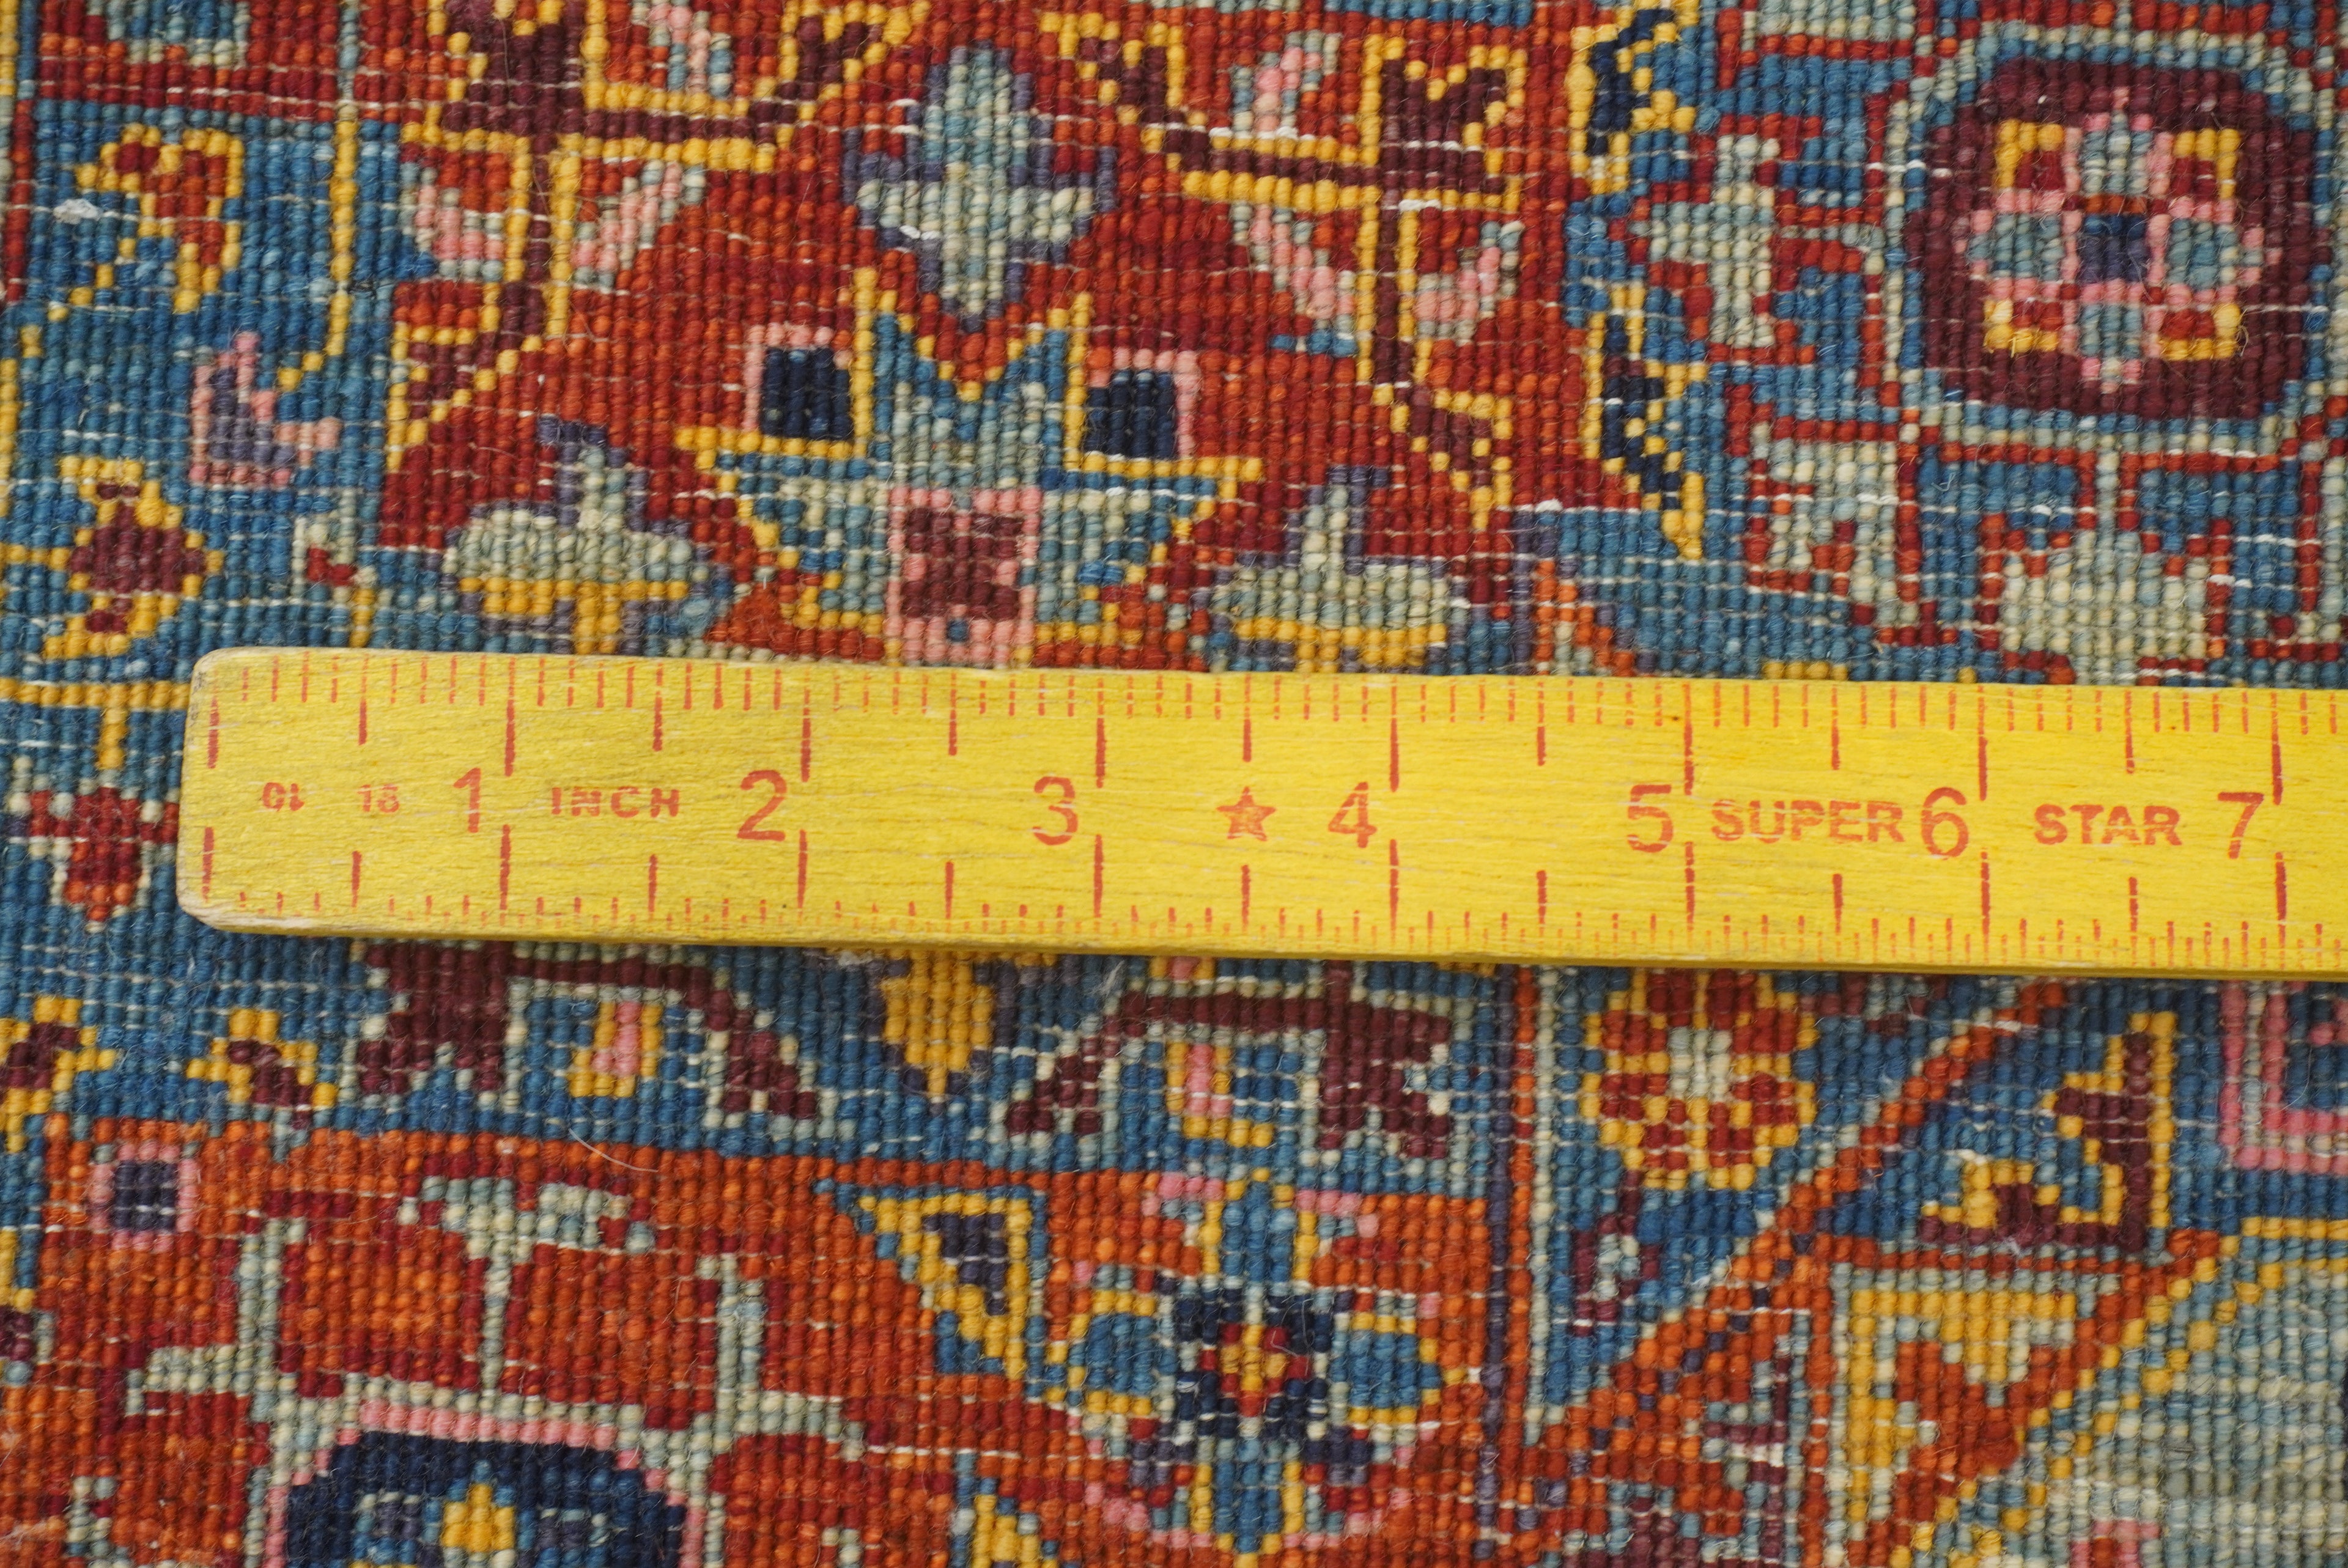 1 INCH 2 3 ★ 4 5 SUPER 6 STAR 7